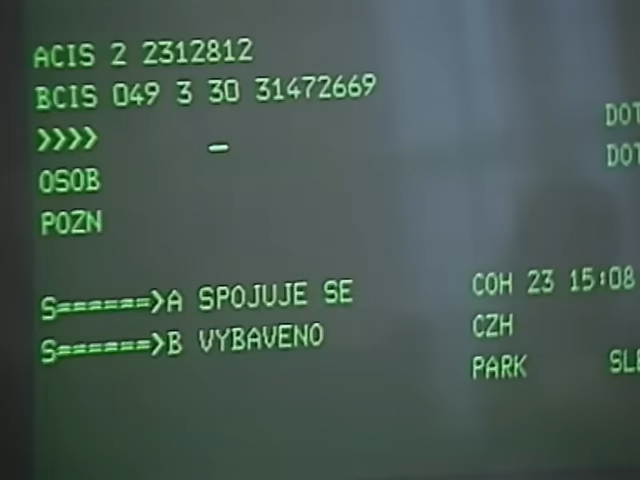 ACIS 2 2312812
BCIS 049 3 30 31472669
>>>> _
OSOB
POZN
S======>A SPOJUJE SE
S======>B VYBAVENO
DOT
DOT
COH 23 15:08
CZH
PARK SLE